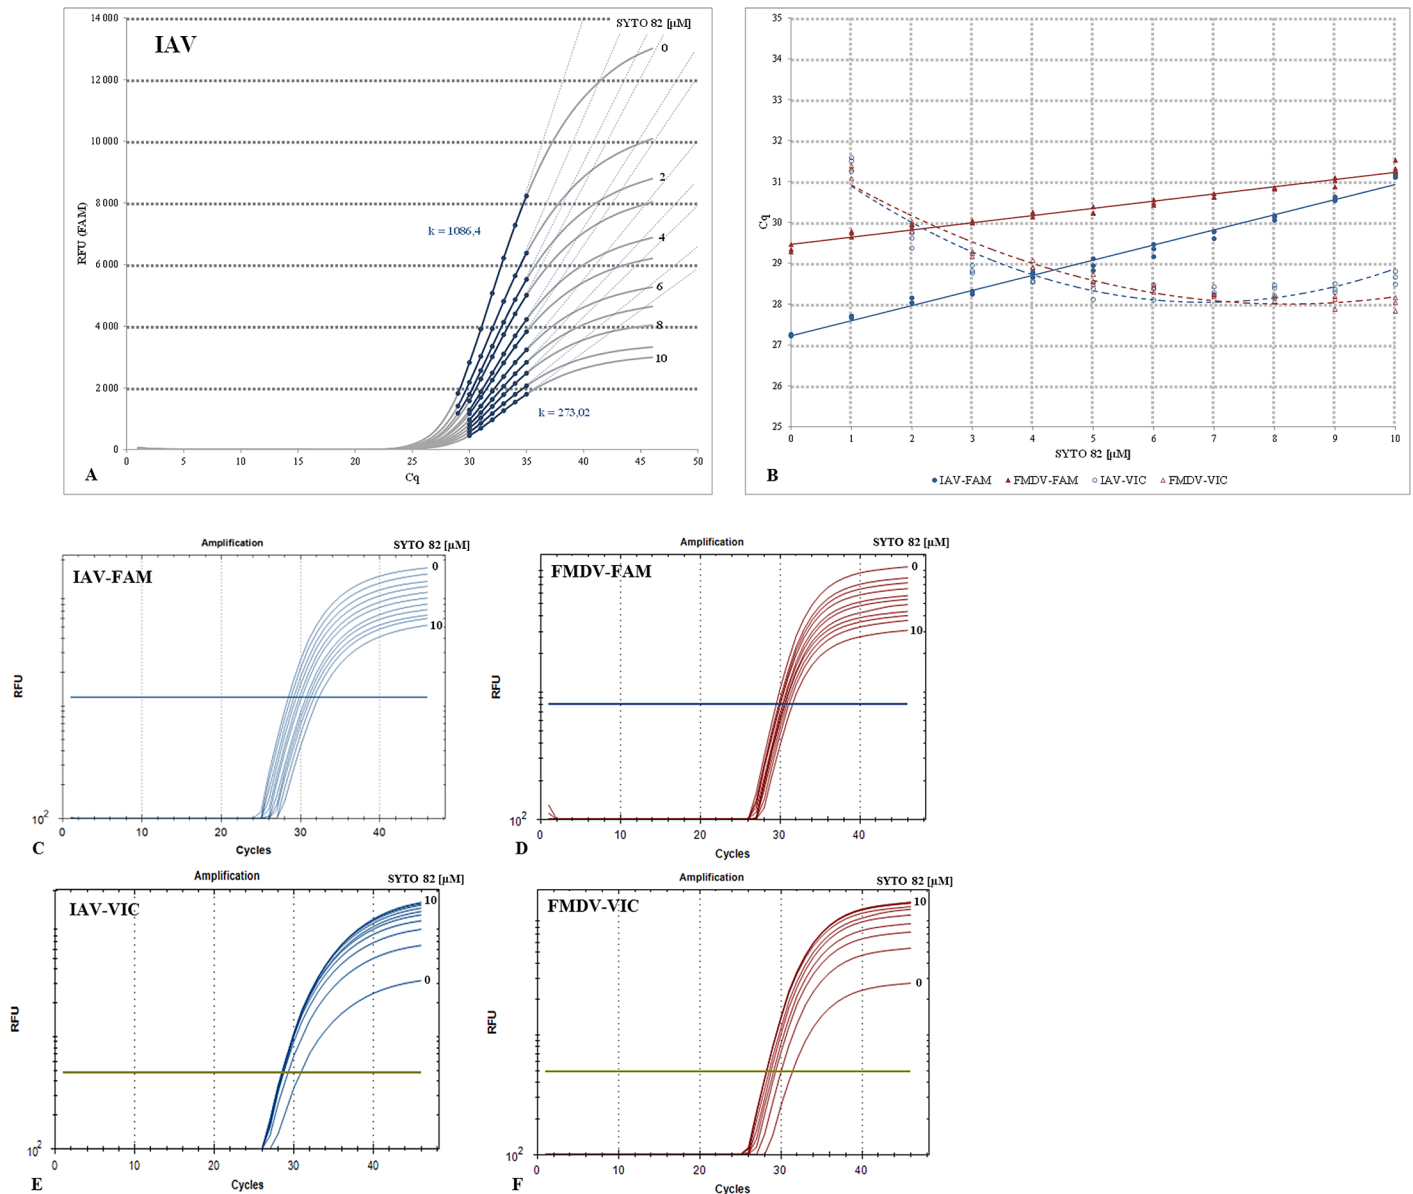 IAV
SYTO 82 [µM]
14 000
12 000
10 000
8 000
6 000
4 000
2 000
0
RFU (FAM)
0
2
4
6
8
10
k = 1086,4
k = 273,02
0 5 10 15 20 25 30 35 40 45 50
Cq
A
35
34
33
32
31
30
29
28
27
26
25
Cq
0 1 2 3 4 5 6 7 8 9 10
SYTO 82 [µM]
B
IAV-FAM FMDV-FAM IAV-VIC FMDV-VIC
Amplification
SYTO 82 [µM]
IAV-FAM
0
10
RFU
10²
0 10 20 30 40
Cycles
C
Amplification
SYTO 82 [µM]
FMDV-FAM
0
10
RFU
10²
0 10 20 30 40
Cycles
D
Amplification
SYTO 82 [µM]
IAV-VIC
10
0
RFU
10²
0 10 20 30 40
Cycles
E
Amplification
SYTO 82 [µM]
FMDV-VIC
10
0
RFU
10²
0 10 20 30 40
Cycles
F